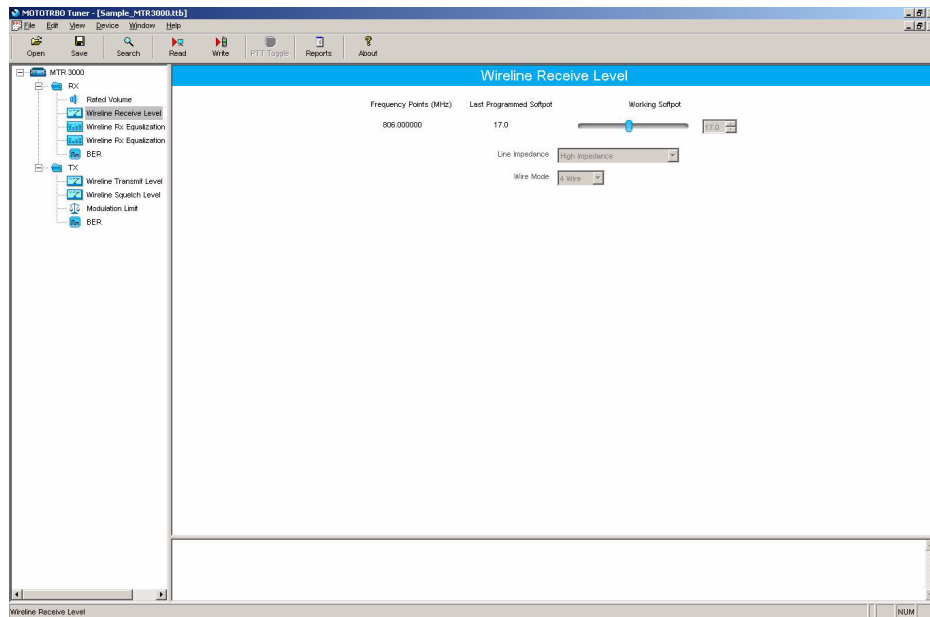 MOTOTRBO Tuner - [Sample_MTR3000.ttb]
File Edit View Device Window Help
Open Save Search Read Write PTT Toggle Reports About
MTR 3000
RX
Rated Volume
Wireline Receive Level
Wireline Rx Equalization
Wireline Rx Equalization
BER
TX
Wireline Transmit Level
Wireline Squelch Level
Modulation Limit
BER
Wireline Receive Level
Frequency Points (MHz) Last Programmed Softpot Working Softpot
806.000000 17.0 17.0
Line Impedance High Impedance
Wire Mode 4 Wire
Wireline Receive Level NUM